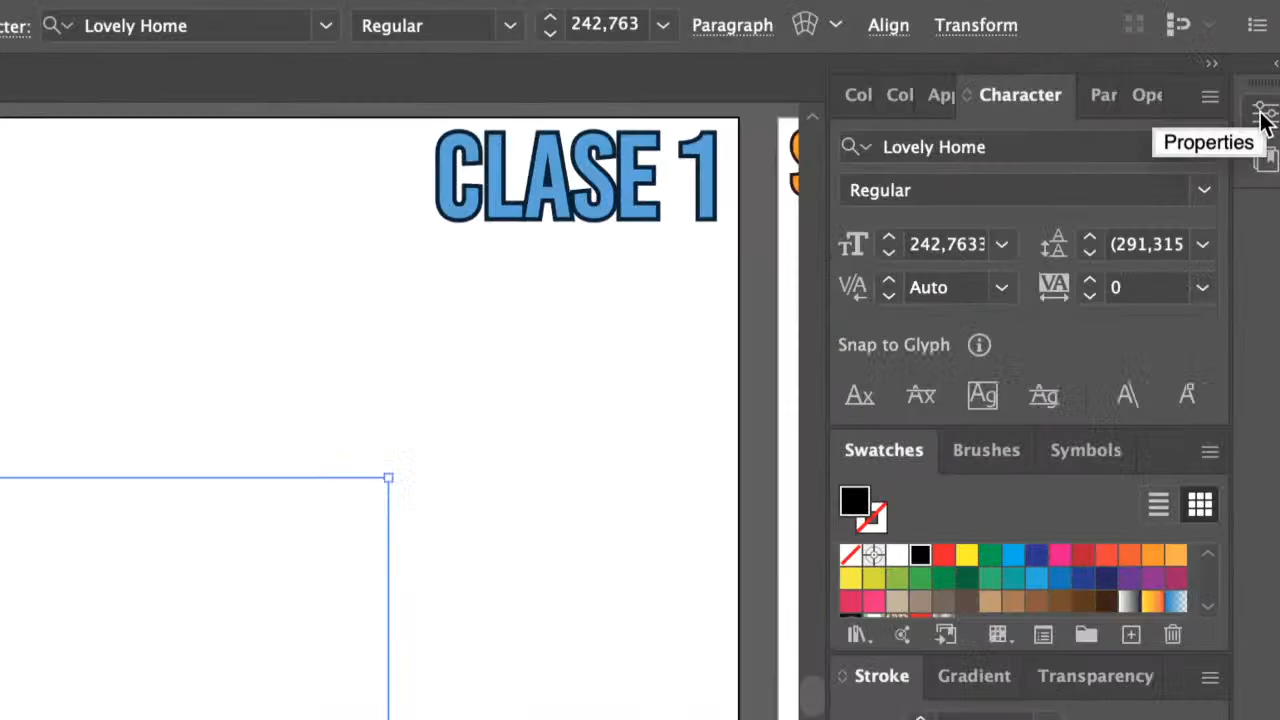 cter: Lovely Home Regular 242,763 Paragraph Align Transform
Col Col App Character Par Ope
Properties
Lovely Home
Regular
242,7633 (291,315
Auto 0
Snap to Glyph
CLASE 1
Swatches Brushes Symbols
Stroke Gradient Transparency